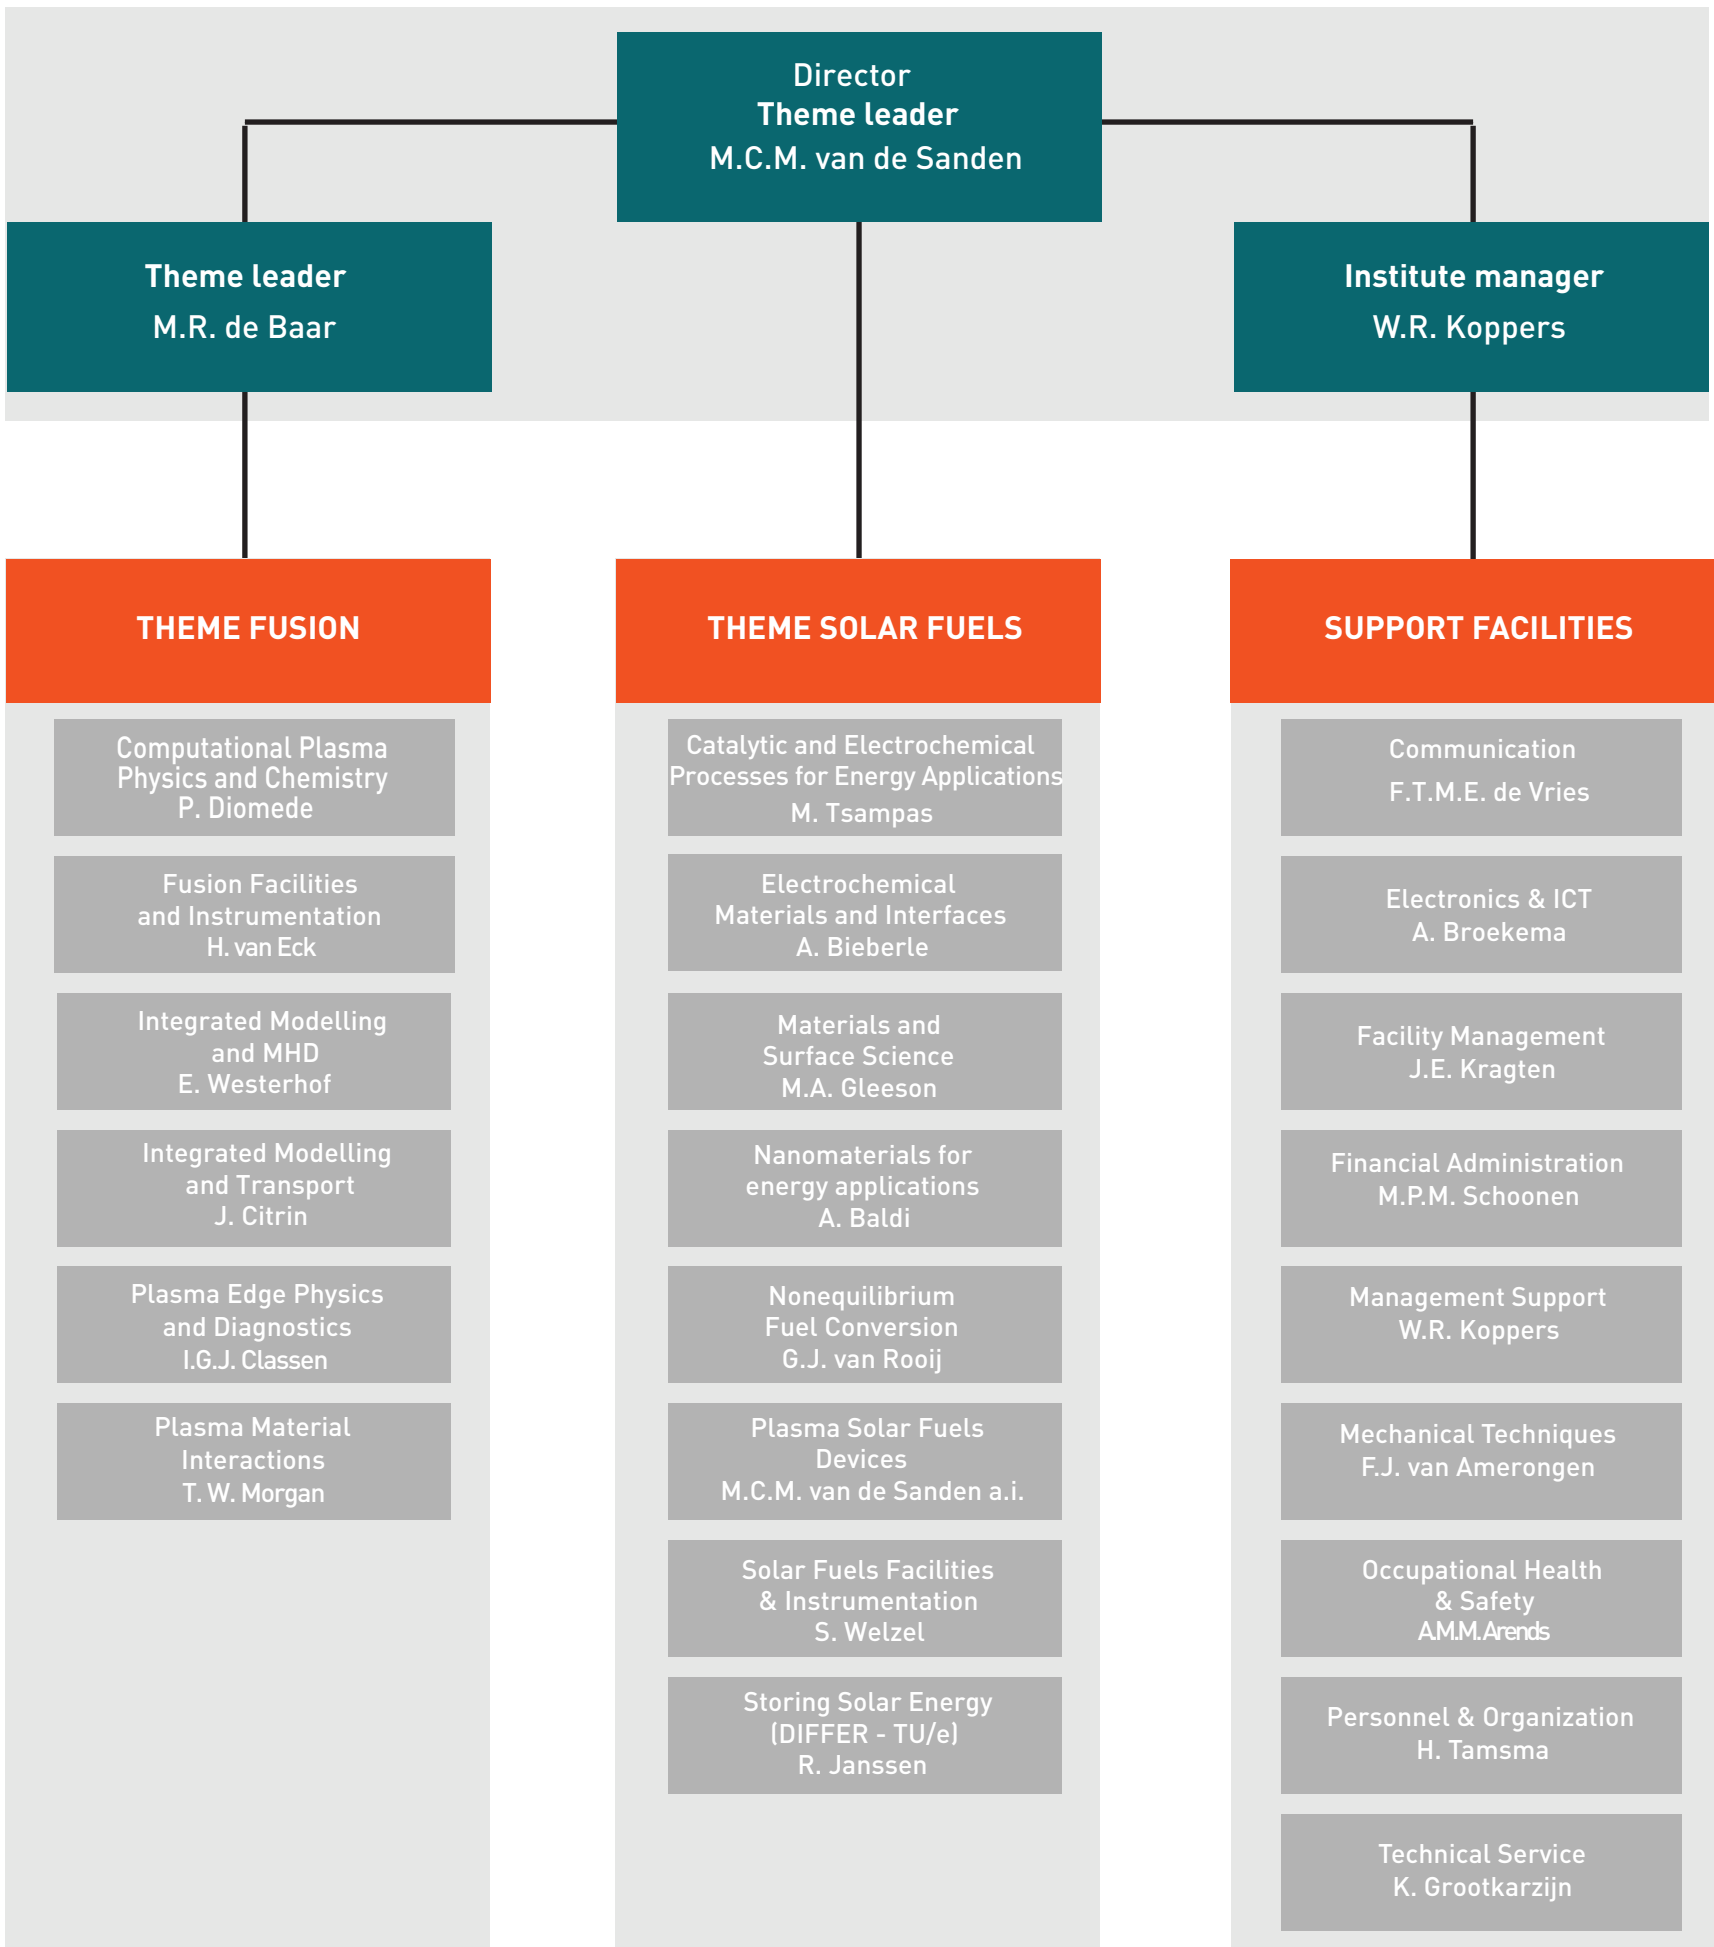 Director
Theme leader
M.C.M. van de Sanden
Theme leader
M.R. de Baar
Institute manager
W.R. Koppers
THEME FUSION
Computational Plasma
Physics and Chemistry
P. Diomede
Fusion Facilities
and Instrumentation
H. van Eck
Integrated Modelling
and MHD
E. Westerhof
Integrated Modelling
and Transport
J. Citrin
Plasma Edge Physics
and Diagnostics
I.G.J. Classen
Plasma Material
Interactions
T. W. Morgan
THEME SOLAR FUELS
Catalytic and Electrochemical
Processes for Energy Applications
M. Tsampas
Electrochemical
Materials and Interfaces
A. Bieberle
Materials and
Surface Science
M.A. Gleeson
Nanomaterials for
energy applications
A. Baldi
Nonequilibrium
Fuel Conversion
G.J. van Rooij
Plasma Solar Fuels
Devices
M.C.M. van de Sanden a.i.
Solar Fuels Facilities
& Instrumentation
S. Welzel
Storing Solar Energy
(DIFFER - TU/e)
R. Janssen
SUPPORT FACILITIES
Communication
F.T.M.E. de Vries
Electronics & ICT
A. Broekema
Facility Management
J.E. Kragten
Financial Administration
M.P.M. Schoonen
Management Support
W.R. Koppers
Mechanical Techniques
F.J. van Amerongen
Occupational Health
& Safety
A.M.M. Arends
Personnel & Organization
H. Tamsma
Technical Service
K. Grootkarzijn